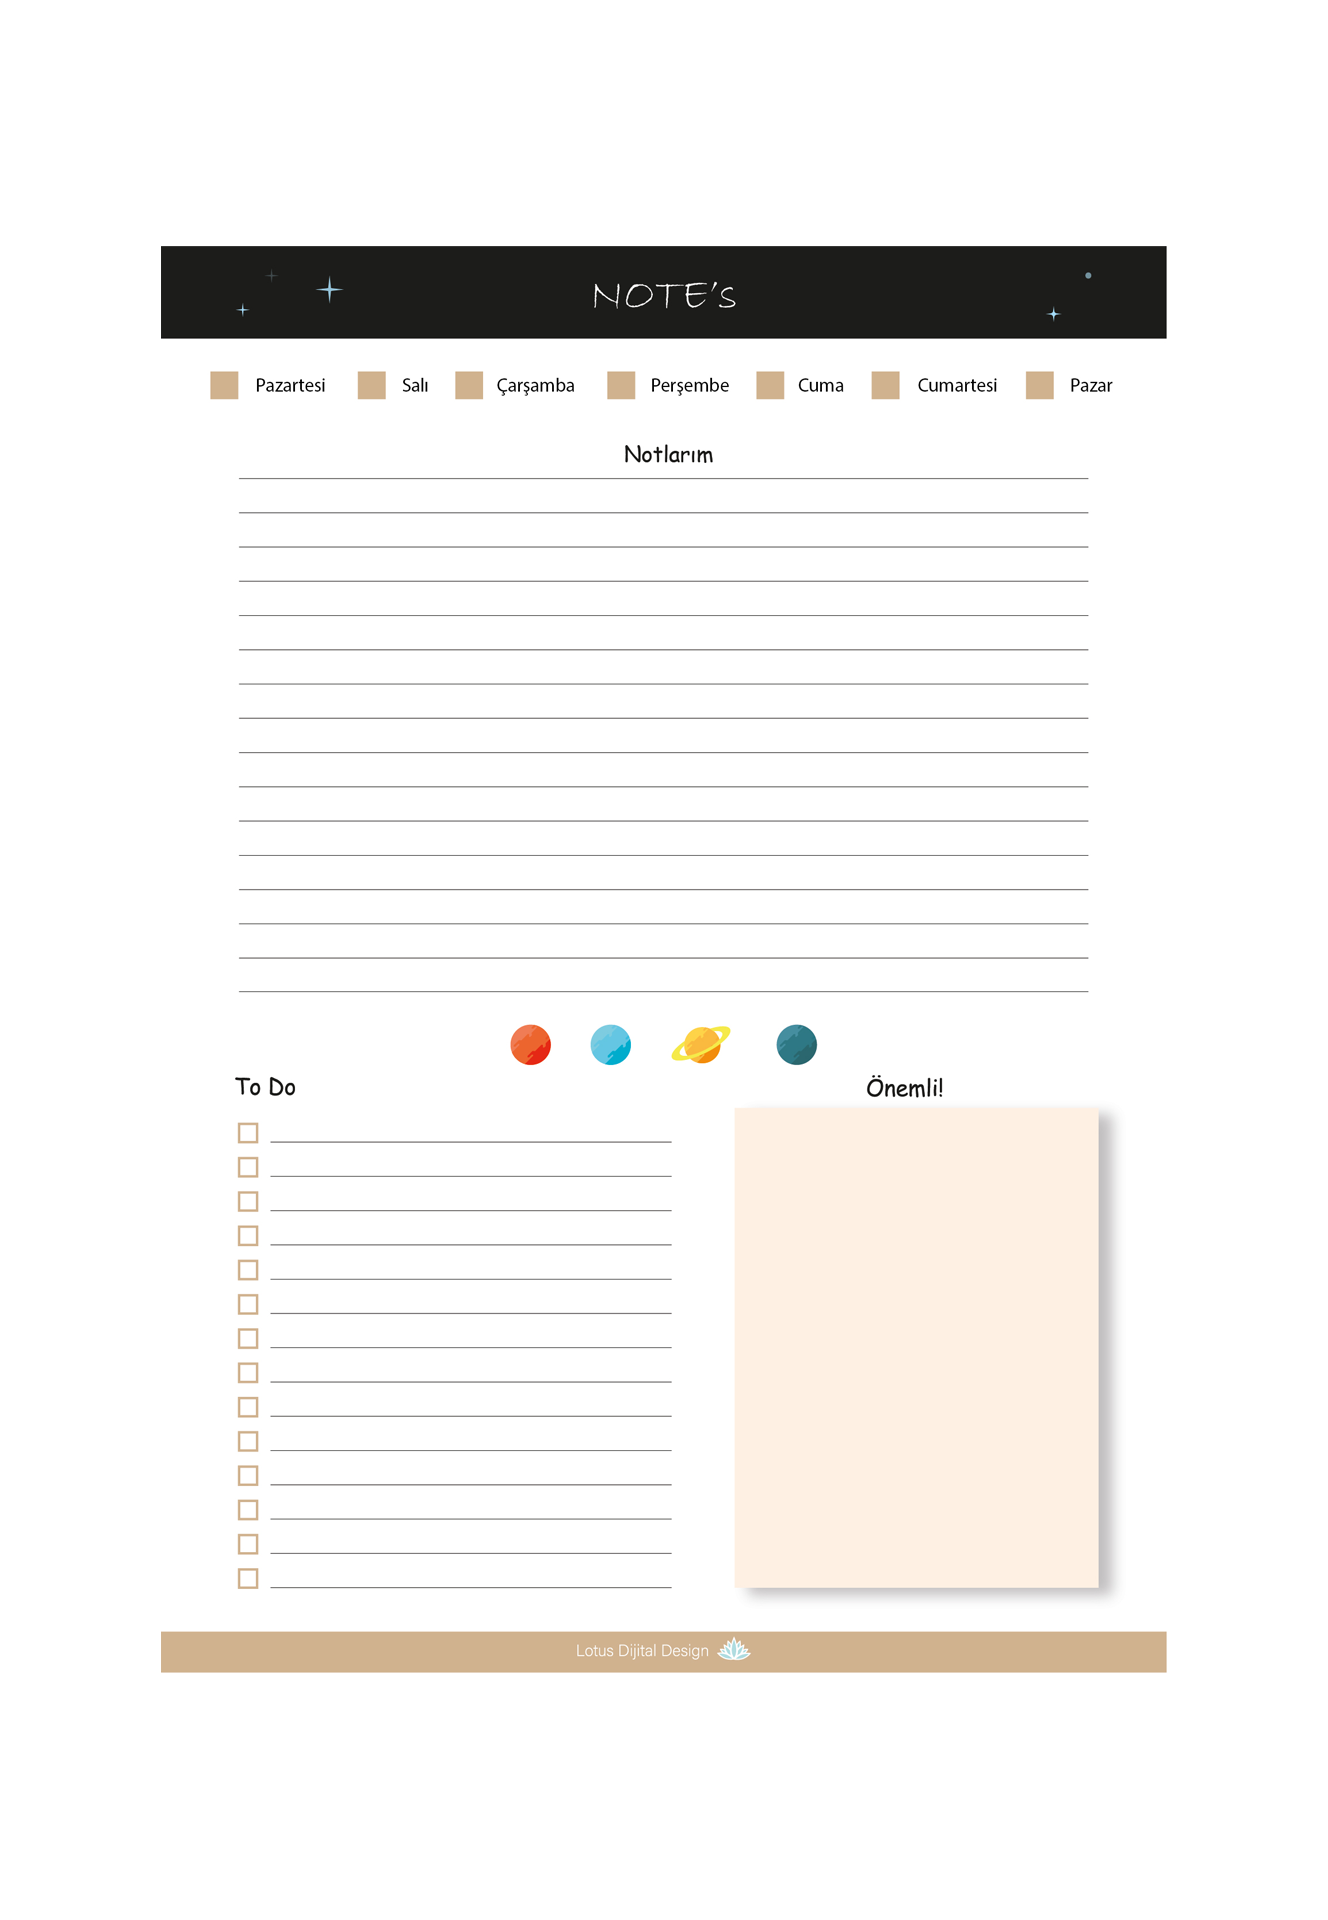 NOTE's
Pazartesi Salı Çarşamba Perşembe Cuma Cumartesi Pazar
Notlarım
To Do
Önemli!
Lotus Dijital Design